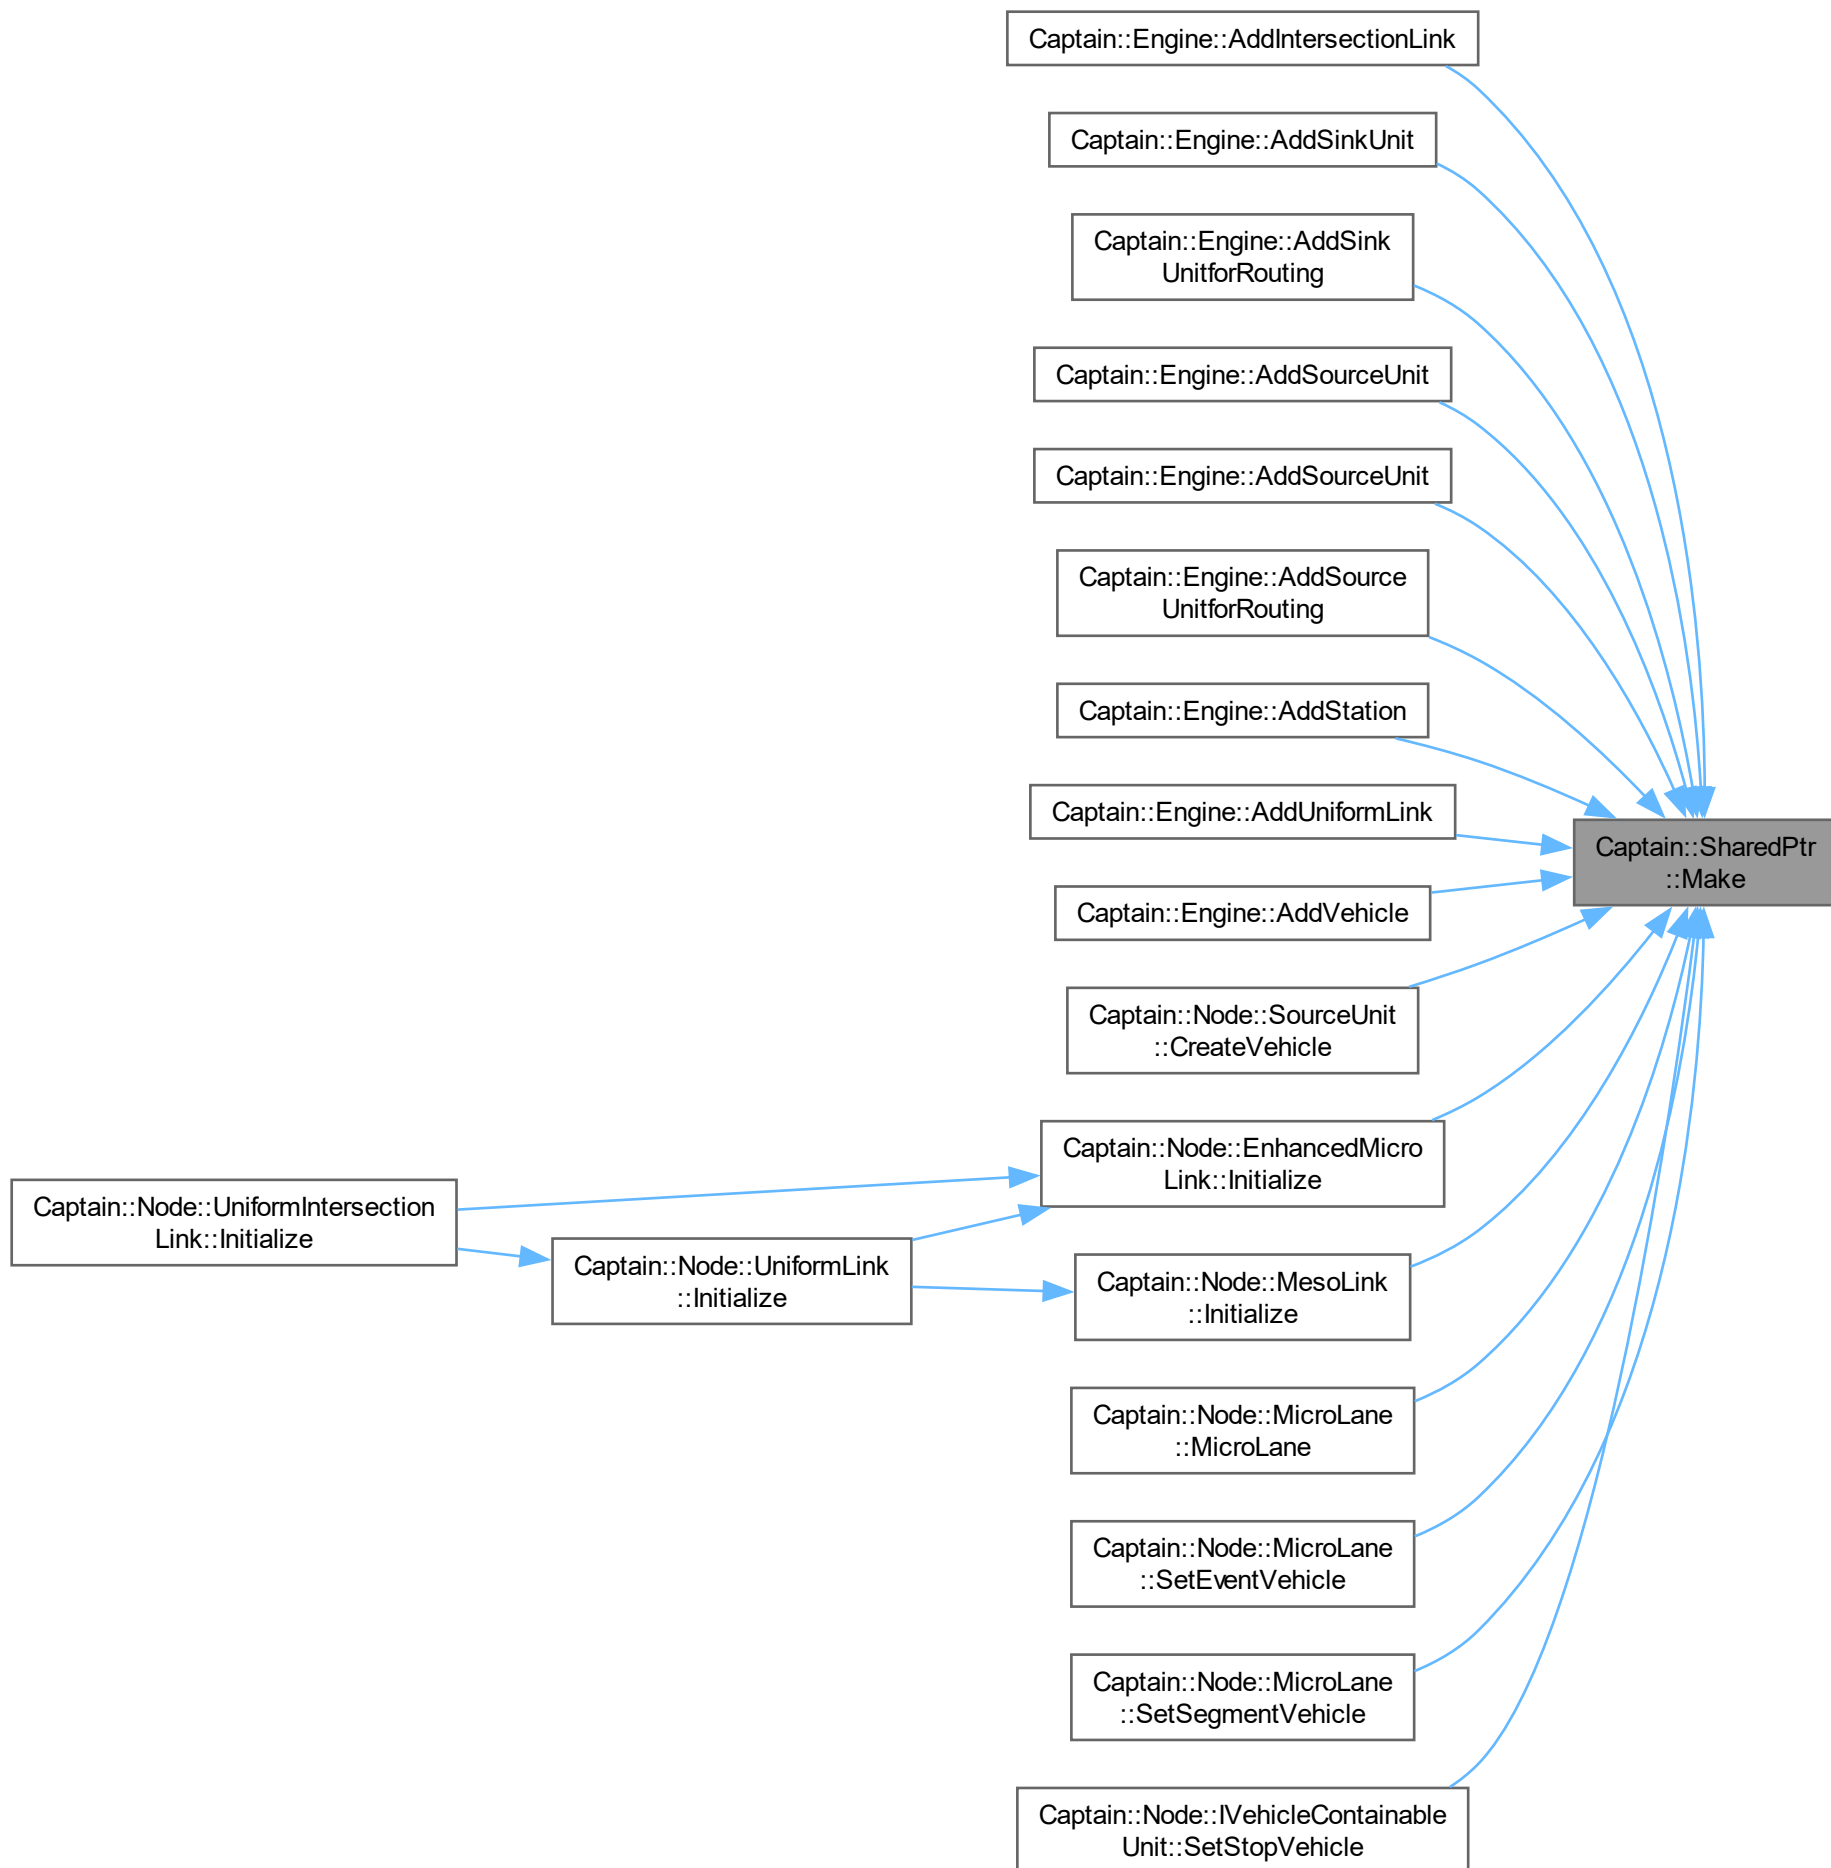 Captain::Engine::AddIntersectionLink
Captain::Engine::AddSinkUnit
Captain::Engine::AddSink
UnitforRouting
Captain::Engine::AddSourceUnit
Captain::Engine::AddSourceUnit
Captain::Engine::AddSource
UnitforRouting
Captain::Engine::AddStation
Captain::Engine::AddUniformLink
Captain::SharedPtr
::Make
Captain::Engine::AddVehicle
Captain::Node::SourceUnit
::CreateVehicle
Captain::Node::EnhancedMicro
Link::Initialize
Captain::Node::UniformIntersection
Link::Initialize
Captain::Node::UniformLink
::Initialize
Captain::Node::MesoLink
::Initialize
Captain::Node::MicroLane
::MicroLane
Captain::Node::MicroLane
::SetEventVehicle
Captain::Node::MicroLane
::SetSegmentVehicle
Captain::Node::IVehicleContainable
Unit::SetStopVehicle